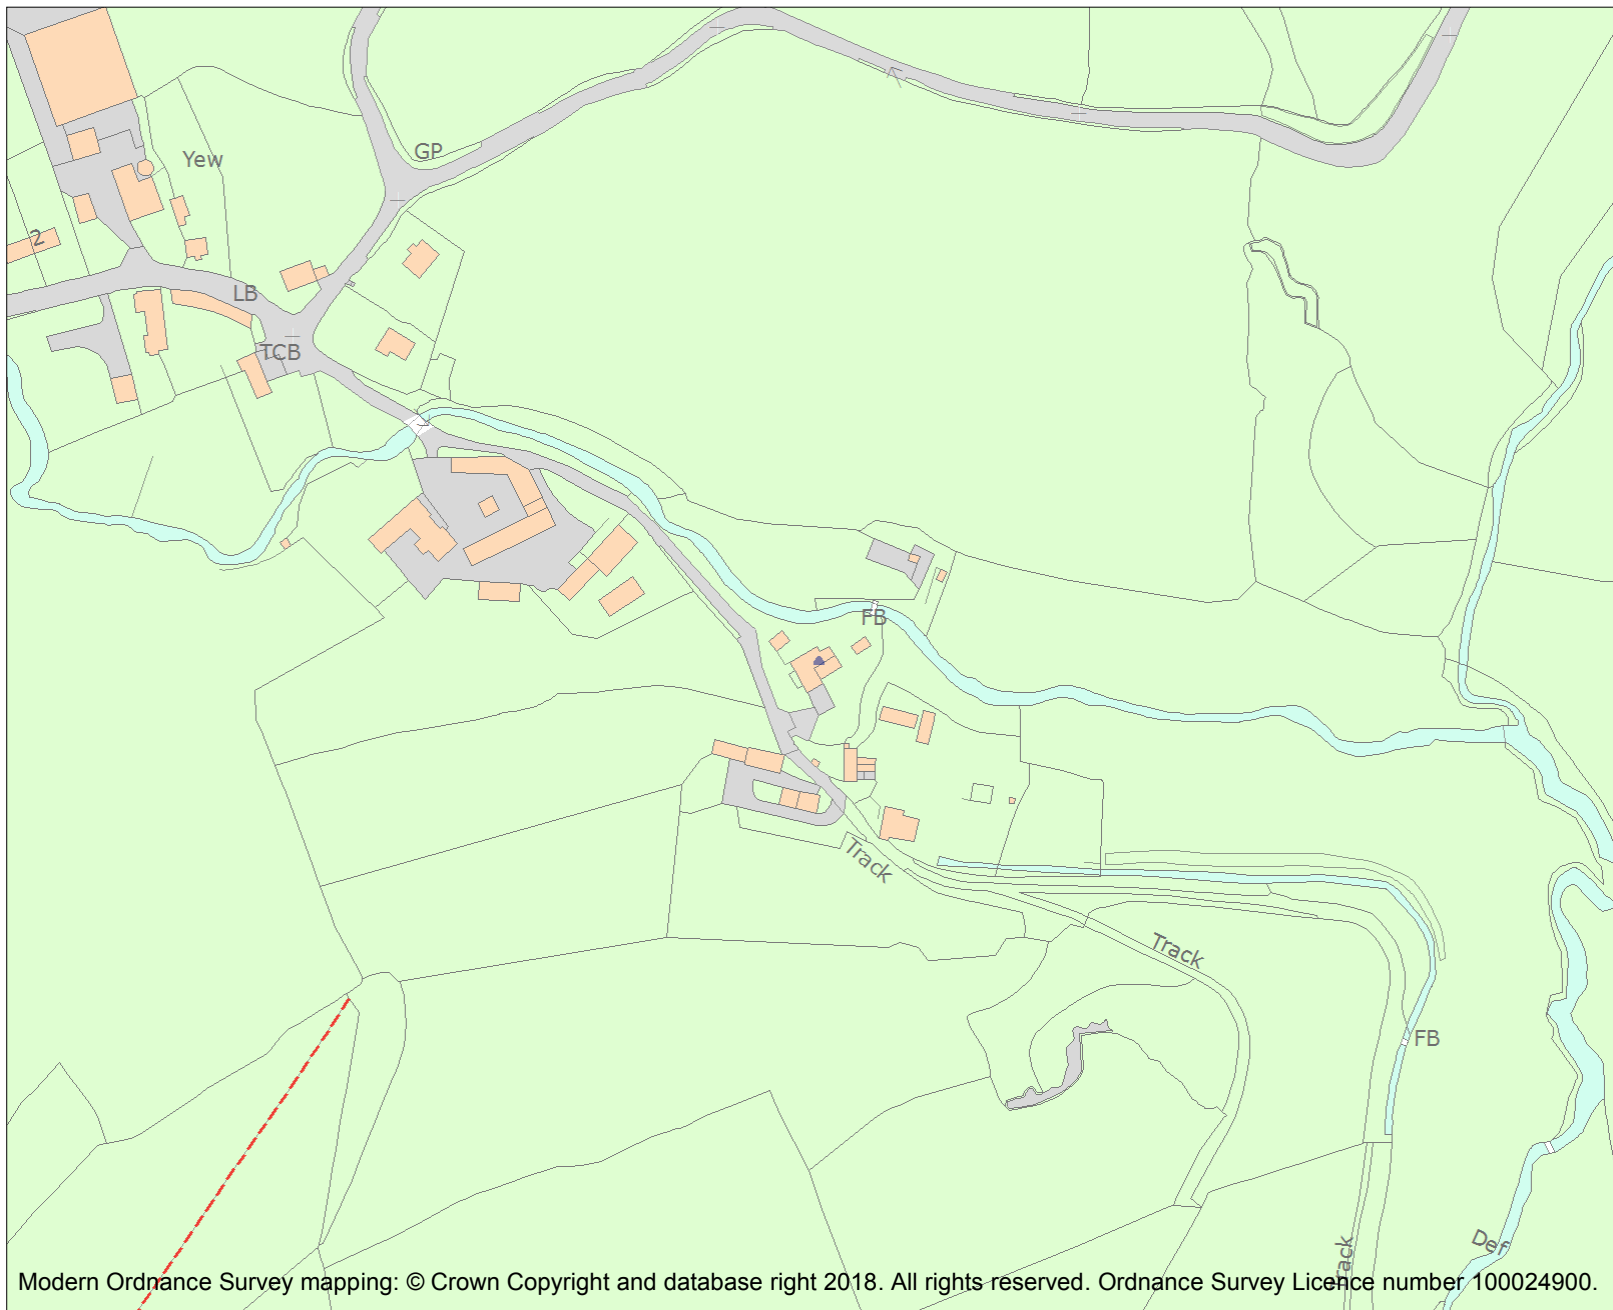 GP
Yew
2
LB
TCB
FB
Track
Track
FB
Def
rack
Modern Ordnance Survey mapping: © Crown Copyright and database right 2018. All rights reserved. Ordnance Survey Licence number 100024900.